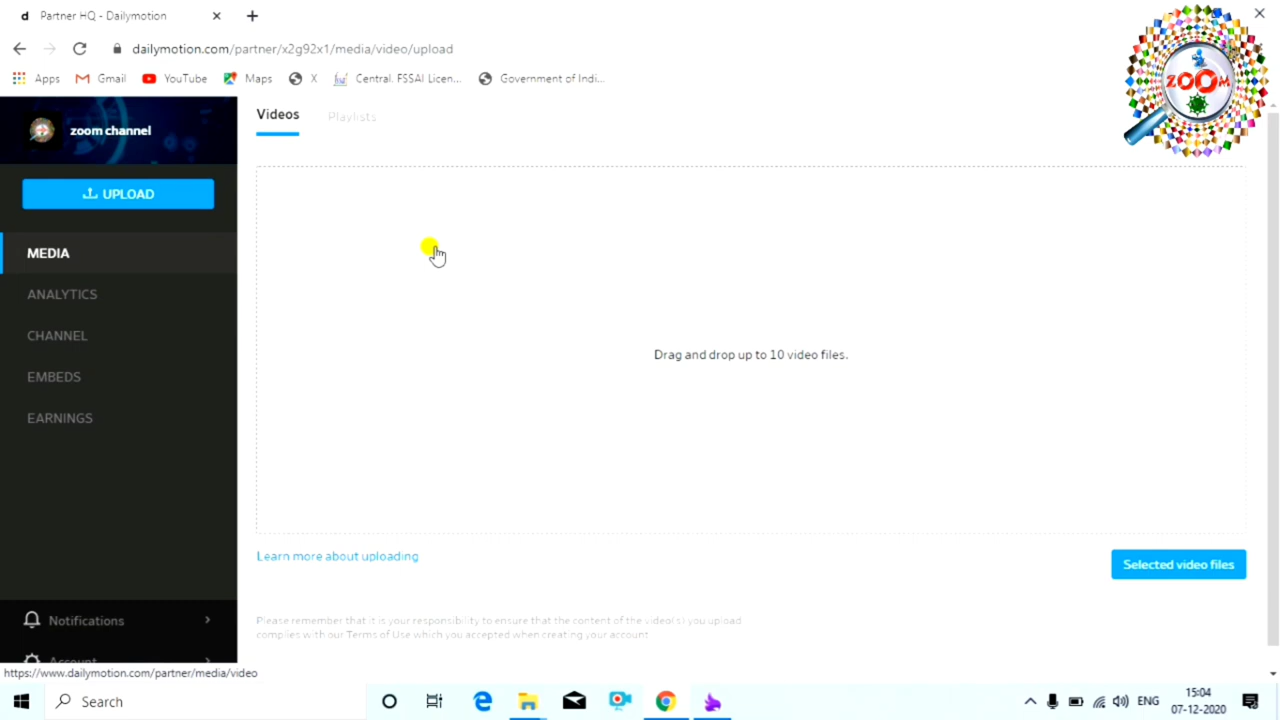 d Partner HQ - Dailymotion
dailymotion.com/partner/x2g92x1/media/video/upload
Apps Gmail YouTube Maps X Central. FSSAI Licen... Government of Indi...
ZOOM
zoom channel
Videos Playlists
UPLOAD
MEDIA
ANALYTICS
CHANNEL
EMBEDS
EARNINGS
Drag and drop up to 10 video files.
Learn more about uploading
Selected video files
Notifications
Please remember that it is your responsibility to ensure that the content of the video(s) you upload
complies with our Terms of Use which you accepted when creating your account
Account
https://www.dailymotion.com/partner/media/video
Search
ENG
15:04
07-12-2020